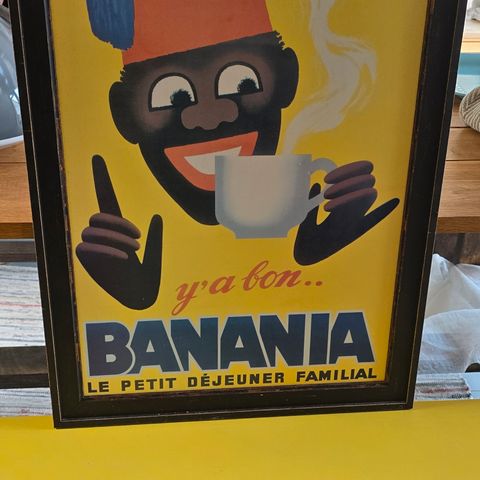 y'a bon..
BANANIA
LE PETIT DÉJEUNER FAMILIAL